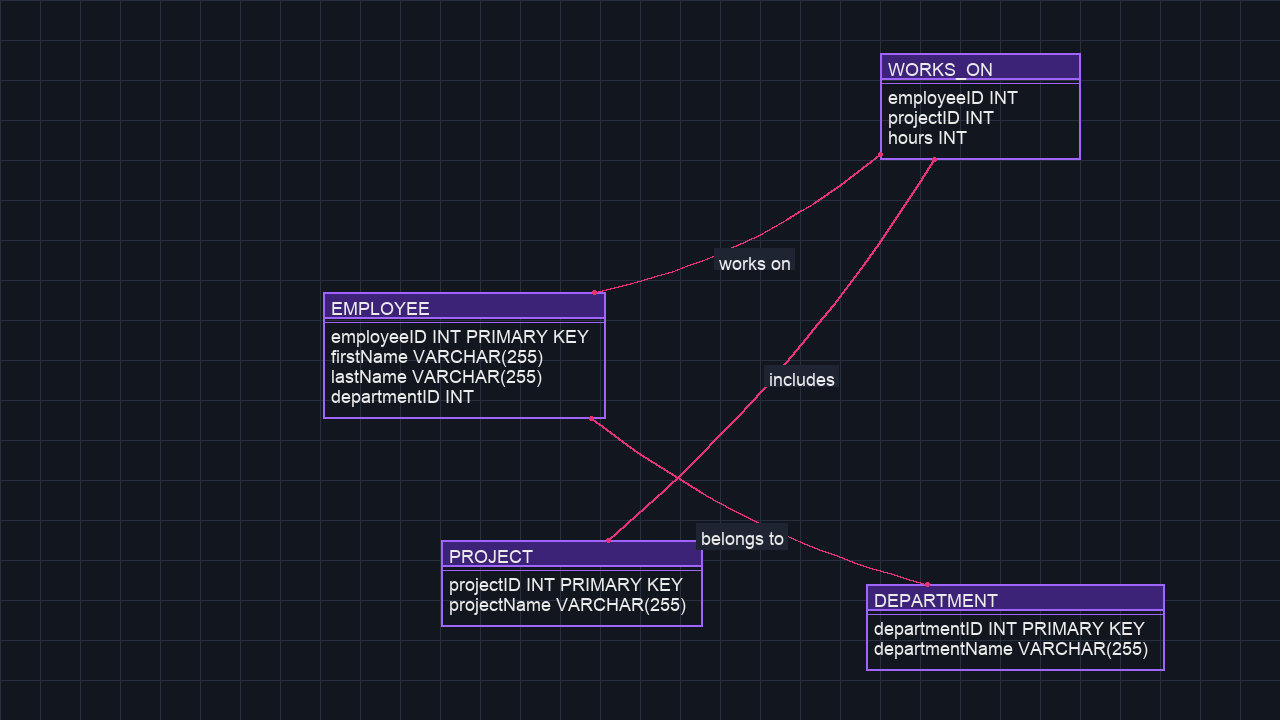 WORKS_ON
employeeID INT
projectID INT
hours INT
works on
EMPLOYEE
employeeID INT PRIMARY KEY
firstName VARCHAR(255)
lastName VARCHAR(255)
departmentID INT
includes
belongs to
PROJECT
projectID INT PRIMARY KEY
projectName VARCHAR(255)
DEPARTMENT
departmentID INT PRIMARY KEY
departmentName VARCHAR(255)